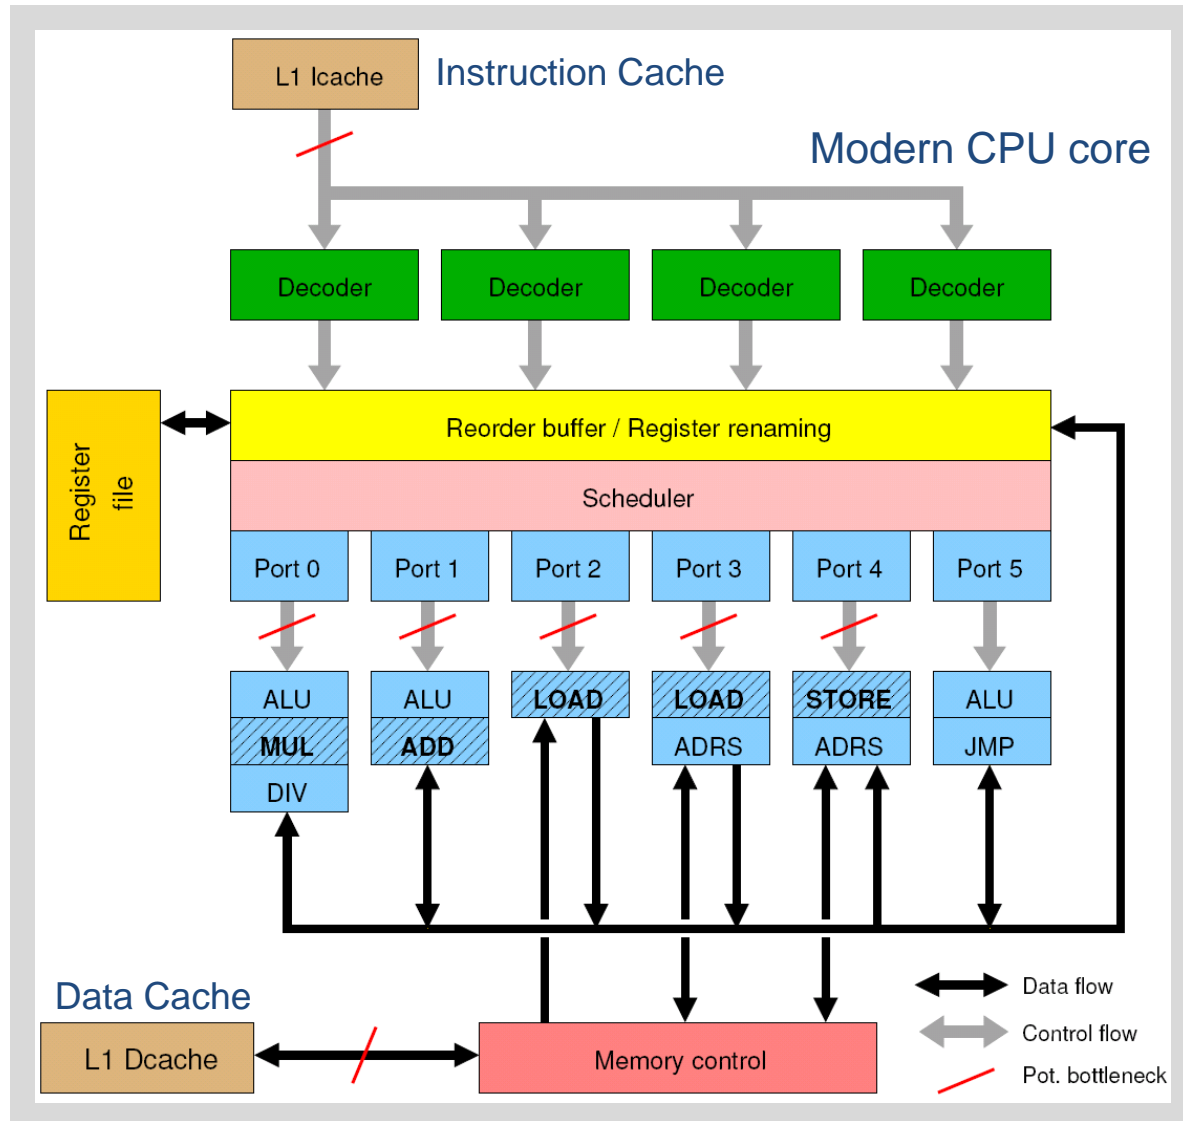 L1 Icache
Instruction Cache
Modern CPU core
Decoder
Decoder
Decoder
Decoder
Register
file
Reorder buffer / Register renaming
Scheduler
Port 0
Port 1
Port 2
Port 3
Port 4
Port 5
ALU
MUL
DIV
ALU
ADD
LOAD
LOAD
ADRS
STORE
ADRS
ALU
JMP
Data Cache
L1 Dcache
Memory control
Data flow
Control flow
Pot. bottleneck